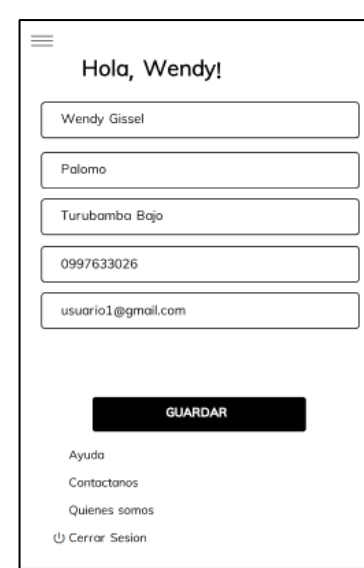 Hola, Wendy!
Wendy Gissel
Palomo
Turubamba Bajo
0997633026
usuario1@gmail.com
GUARDAR
Ayuda
Contactanos
Quienes somos
Cerrar Sesion